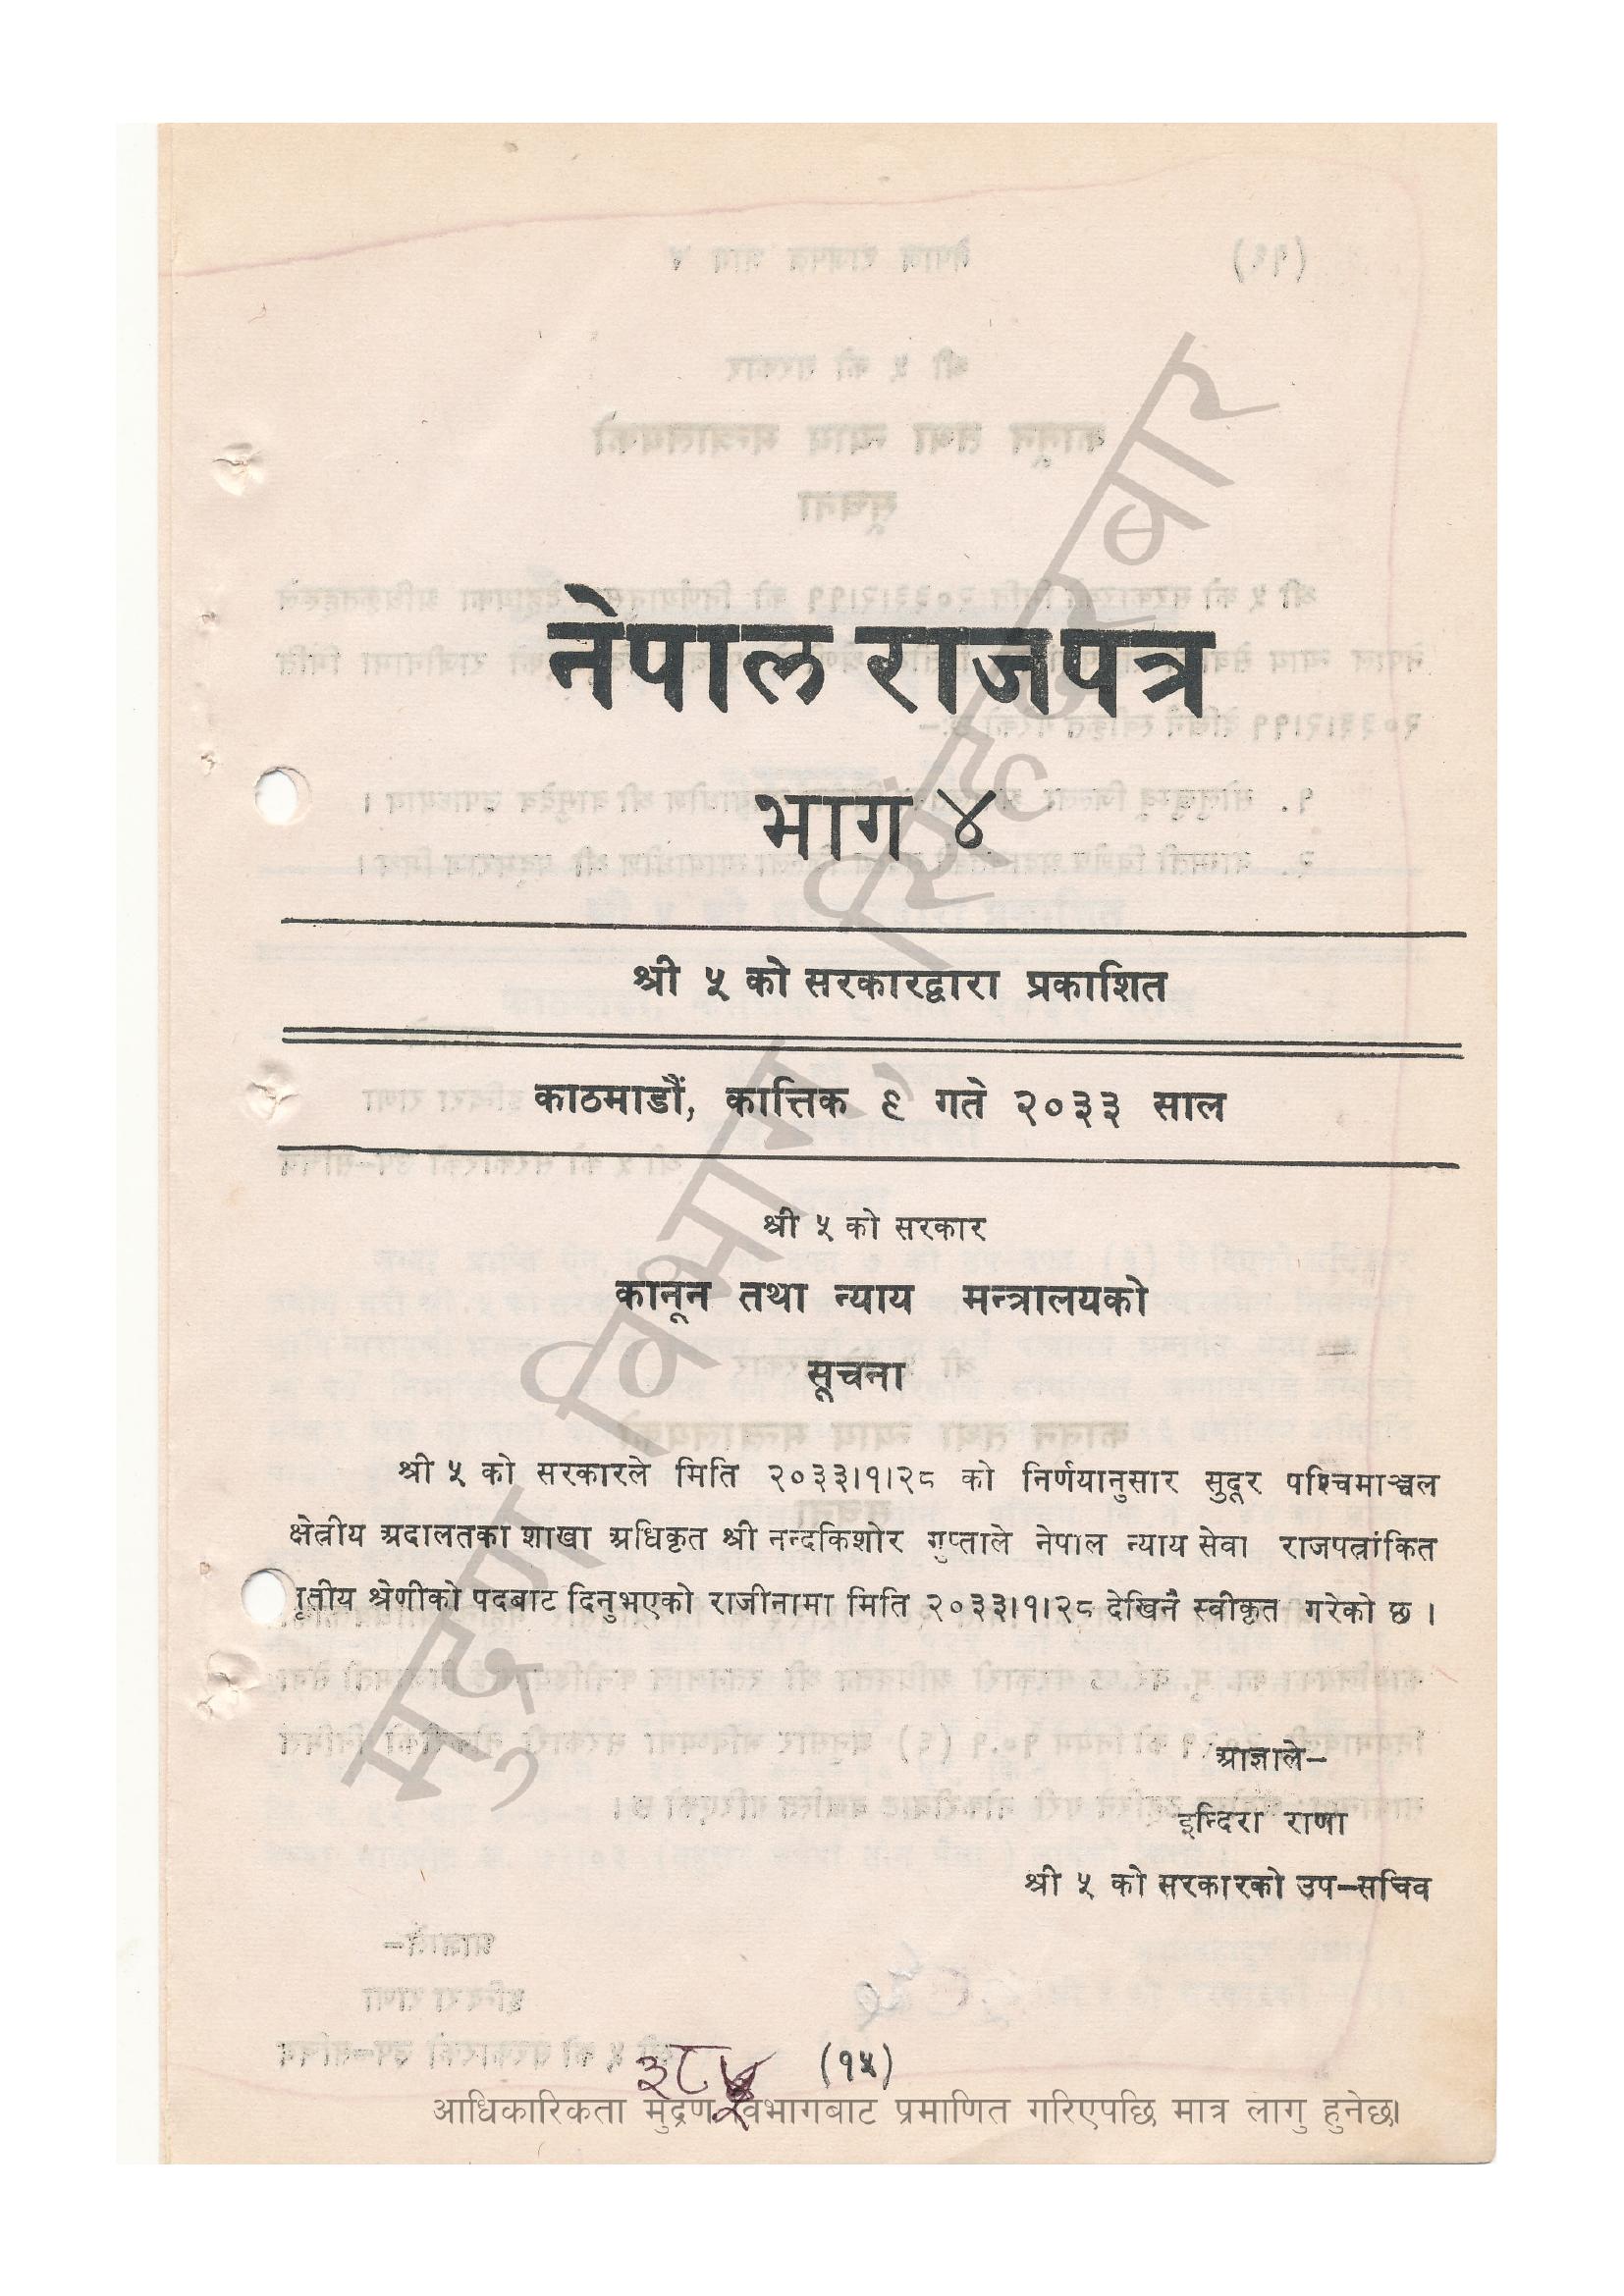 नेपाल राजपत्र
भाग ४
श्री ५ को सरकारद्वारा प्रकाशित
काठमाडौं, कात्तिक ९ गते २०३३ साल
श्री ५ को सरकार
कानून तथा न्याय मन्त्रालयको
सूचना
श्री ५ को सरकारले मिति २०३३।१।२८ को निर्णयानुसार सुदूर पश्चिमाञ्चल
क्षेत्रीय अदालतका शाखा अधिकृत श्री नन्दकिशोर गुप्ताले नेपाल न्याय सेवा राजपत्रांकित
तृतीय श्रेणीको पदबाट दिनुभएको राजीनामा मिति २०३३।१।२८ देखिनै स्वीकृत गरेको छ ।
आज्ञाले–
इन्दिरा राणा
श्री ५ को सरकारको उप–सचिव
(१५)
मुद्रण विभाग, सिंहदरबार
आधिकारिकता मुद्रण विभागबाट प्रमाणित गरिएपछि मात्र लागु हुनेछ।